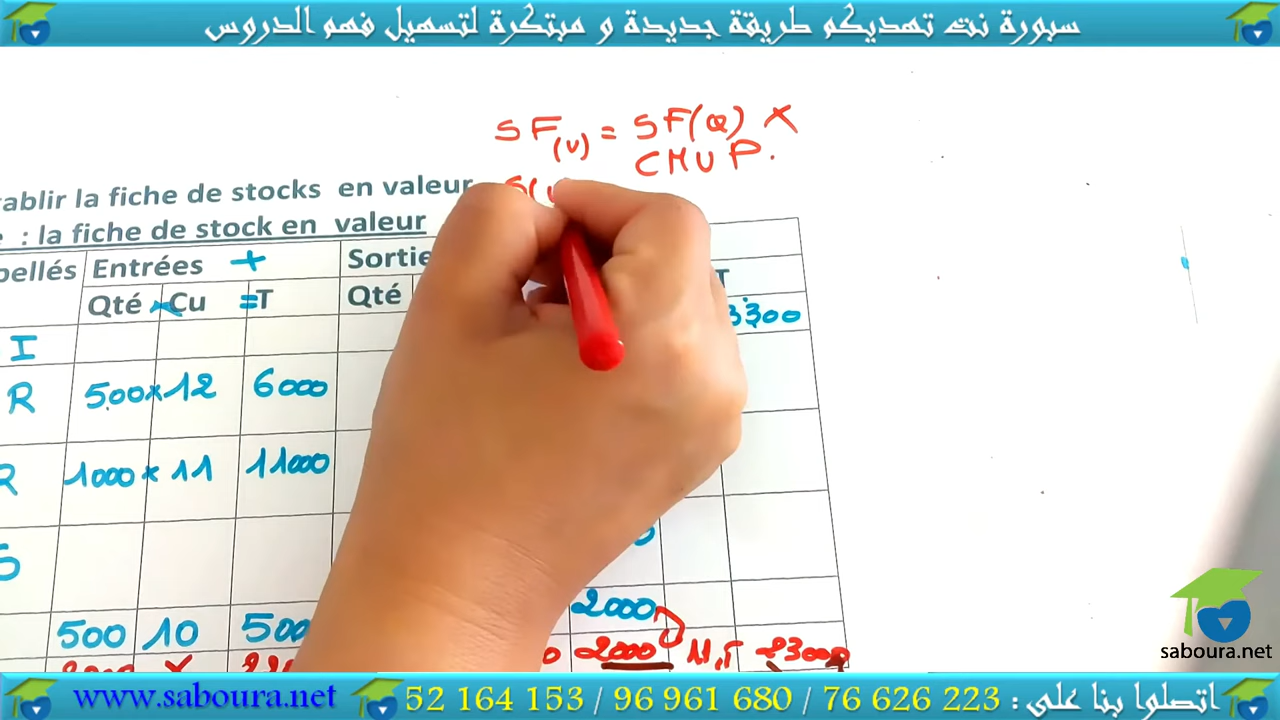 سبورة نت تهديكم طريقة جديدة و مبتكرة لتسهيل فهم الدروس
SF(v) = SF(Q) ×
CMUP.
S(
tablir la fiche de stocks en valeur
e : la fiche de stock en valeur
pellés Entrées + Sortie
Qté × Cu = T Qté T
I 3300
R 500 × 12 6000
R 1000 × 11 11000
S
2000
500 10 500
2000 11,5 23000
saboura.net
www.saboura.net 52 164 153 / 96 961 680 / 76 626 223 اتصلوا بنا على :